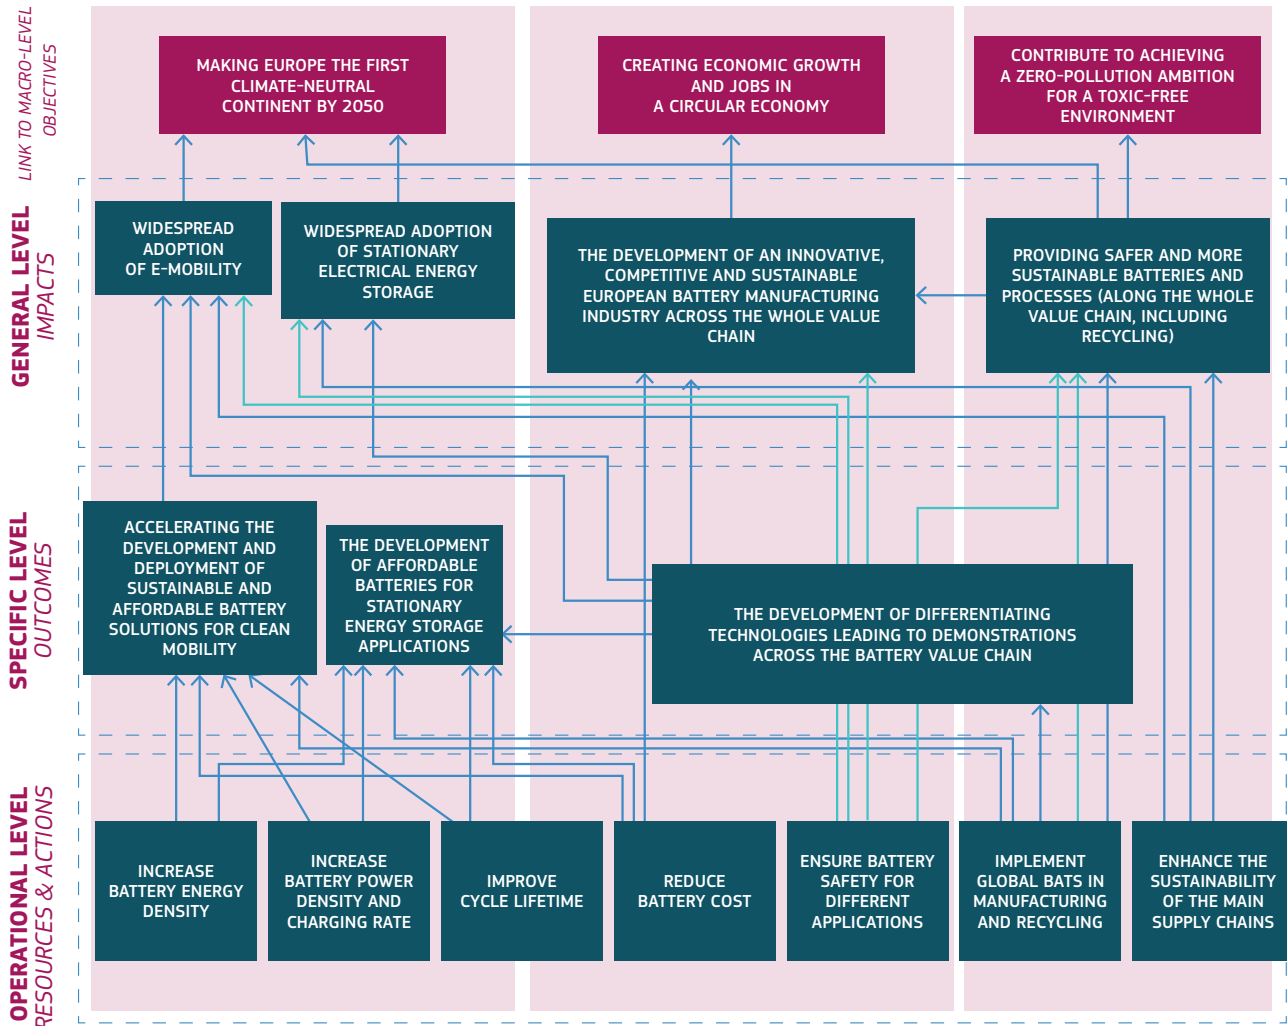 LINK TO MACRO-LEVEL
OBJECTIVES
MAKING EUROPE THE FIRST
CLIMATE-NEUTRAL
CONTINENT BY 2050
CREATING ECONOMIC GROWTH
AND JOBS IN
A CIRCULAR ECONOMY
CONTRIBUTE TO ACHIEVING
A ZERO-POLLUTION AMBITION
FOR A TOXIC-FREE
ENVIRONMENT
GENERAL LEVEL
IMPACTS
WIDESPREAD
ADOPTION
OF E-MOBILITY
WIDESPREAD ADOPTION
OF STATIONARY
ELECTRICAL ENERGY
STORAGE
THE DEVELOPMENT OF AN INNOVATIVE,
COMPETITIVE AND SUSTAINABLE
EUROPEAN BATTERY MANUFACTURING
INDUSTRY ACROSS THE WHOLE VALUE
CHAIN
PROVIDING SAFER AND MORE
SUSTAINABLE BATTERIES AND
PROCESSES (ALONG THE WHOLE
VALUE CHAIN, INCLUDING
RECYCLING)
SPECIFIC LEVEL
OUTCOMES
ACCELERATING THE
DEVELOPMENT AND
DEPLOYMENT OF
SUSTAINABLE AND
AFFORDABLE BATTERY
SOLUTIONS FOR CLEAN
MOBILITY
THE DEVELOPMENT
OF AFFORDABLE
BATTERIES FOR
STATIONARY
ENERGY STORAGE
APPLICATIONS
THE DEVELOPMENT OF DIFFERENTIATING
TECHNOLOGIES LEADING TO DEMONSTRATIONS
ACROSS THE BATTERY VALUE CHAIN
OPERATIONAL LEVEL
RESOURCES & ACTIONS
INCREASE
BATTERY ENERGY
DENSITY
INCREASE
BATTERY POWER
DENSITY AND
CHARGING RATE
IMPROVE
CYCLE LIFETIME
REDUCE
BATTERY COST
ENSURE BATTERY
SAFETY FOR
DIFFERENT
APPLICATIONS
IMPLEMENT
GLOBAL BATS IN
MANUFACTURING
AND RECYCLING
ENHANCE THE
SUSTAINABILITY
OF THE MAIN
SUPPLY CHAINS